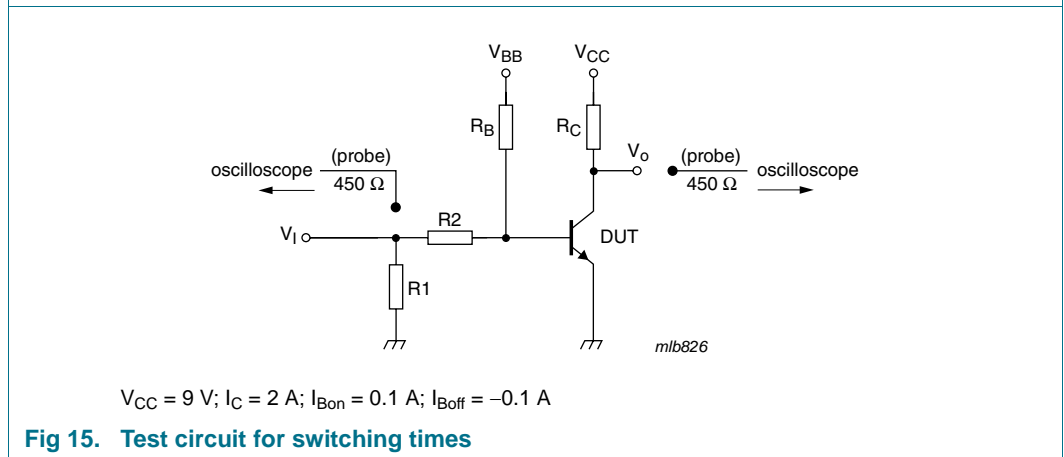 VBB VCC
RB RC
Vo
oscilloscope (probe) 450 Ω
(probe) 450 Ω oscilloscope
VI R2 DUT
R1
mlb826
VCC = 9 V; IC = 2 A; IBon = 0.1 A; IBoff = −0.1 A
Fig 15. Test circuit for switching times